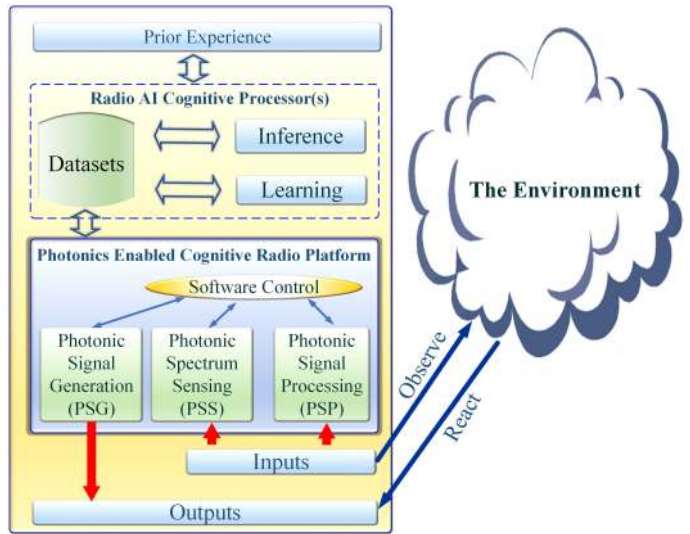 Prior Experience
Radio AI Cognitive Processor(s)
Datasets
Inference
Learning
The Environment
Photonics Enabled Cognitive Radio Platform
Software Control
Photonic
Signal
Generation
(PSG)
Photonic
Spectrum
Sensing
(PSS)
Photonic
Signal
Processing
(PSP)
Observe
React
Inputs
Outputs